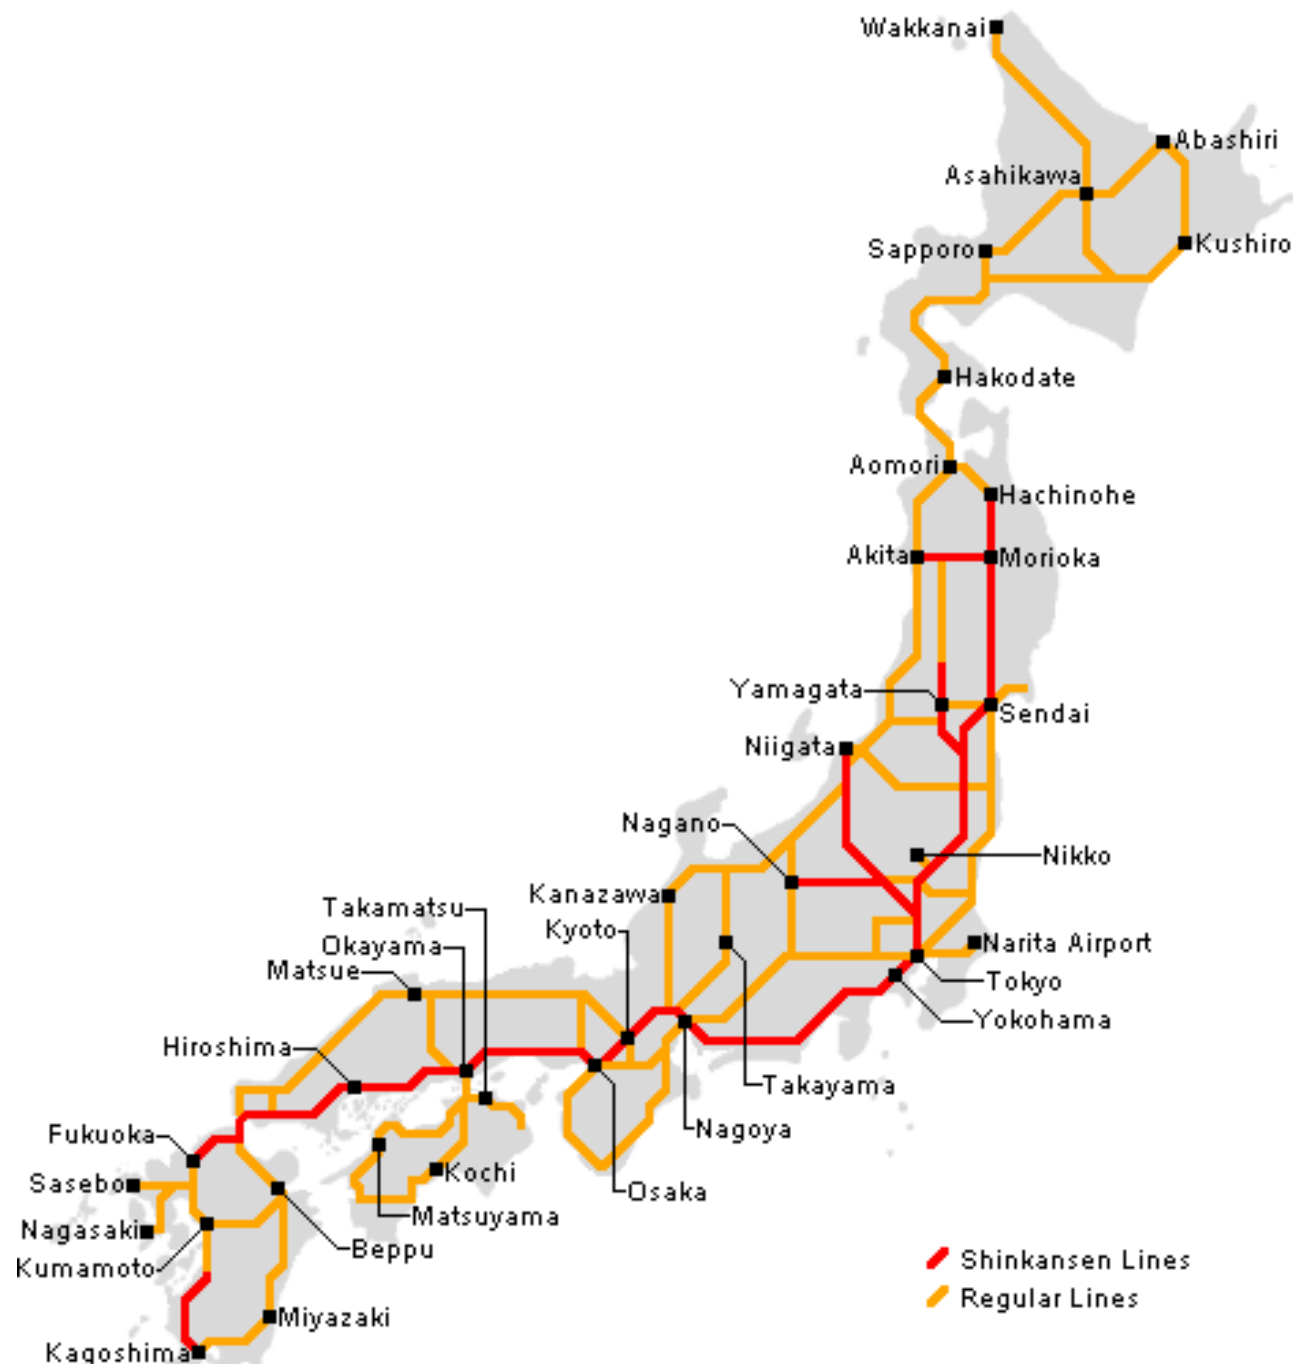 Wakkanai
Abashiri
Asahikawa
Sapporo
Kushiro
Hakodate
Aomori
Hachinohe
Akita
Morioka
Yamagata
Sendai
Niigata
Nagano
Nikko
Kanazawa
Takamatsu
Kyoto
Okayama
Narita Airport
Matsue
Tokyo
Yokohama
Hiroshima
Takayama
Nagoya
Fukuoka
Kochi
Sasebo
Osaka
Matsuyama
Nagasaki
Beppu
Kumamoto
Shinkansen Lines
Regular Lines
Miyazaki
Kagoshima